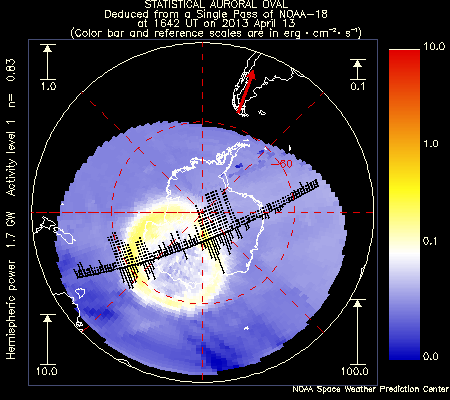 STATISTICAL AURORAL OVAL
Deduced from a Single Pass of NOAA-18
at 1642 UT on 2013 April 13
(Color bar and reference scales are in erg·cm⁻²·s⁻¹)
1.0
0.1
10.0
1.0
0.1
0.0
-60
Hemispheric power 1.7 GW Activity level 1 n= 0.83
10.0
100.0
NOAA Space Weather Prediction Center